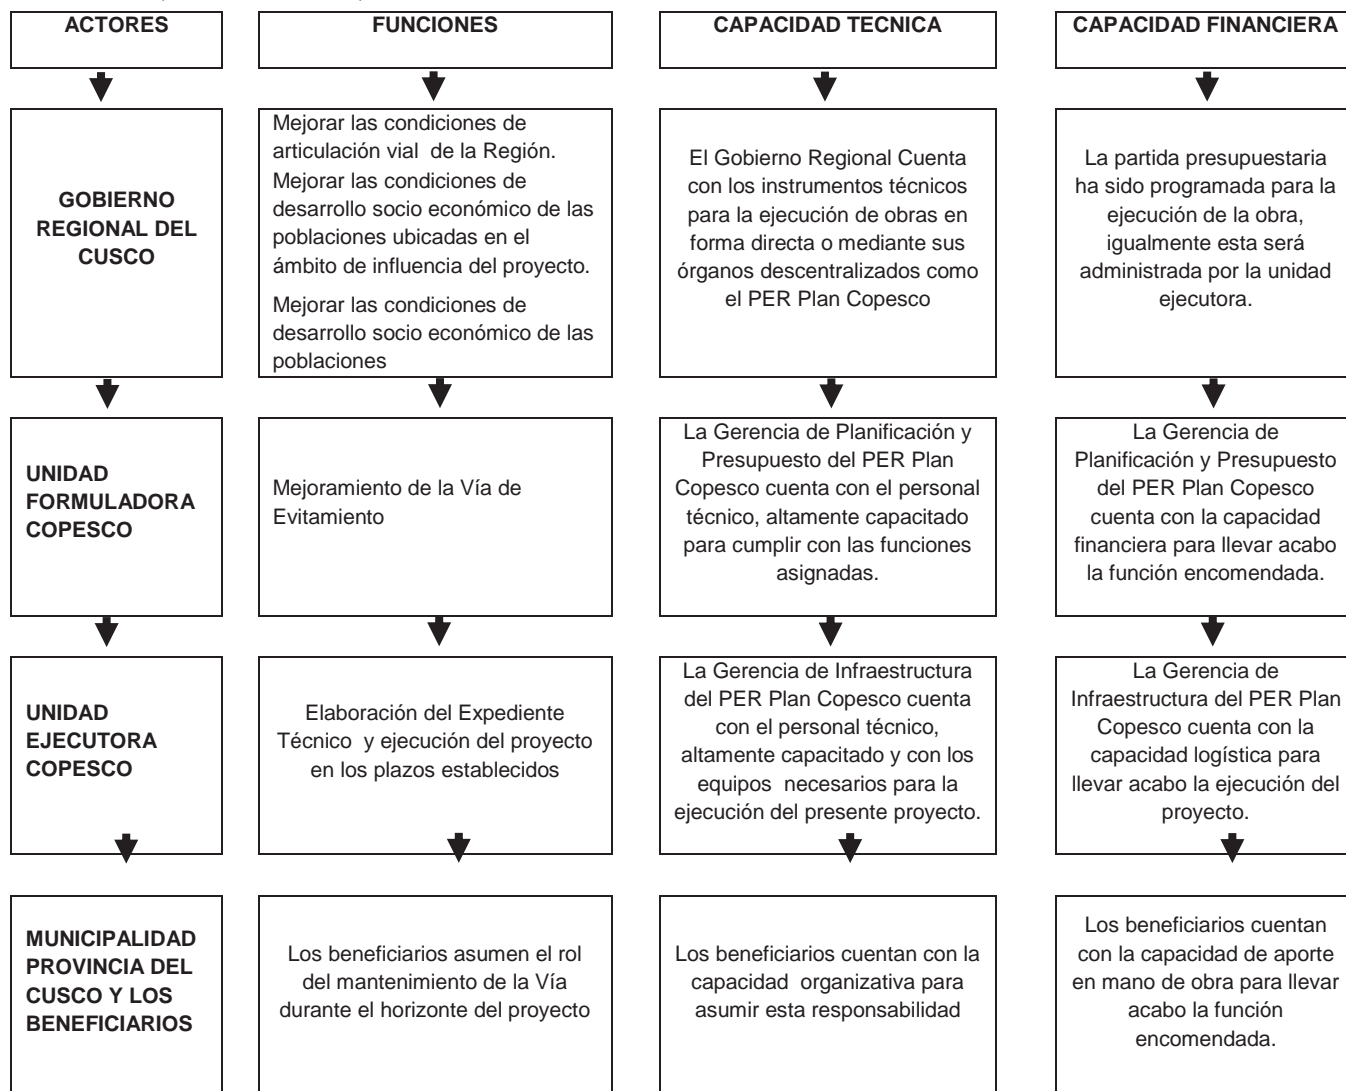 ACTORES
FUNCIONES
CAPACIDAD TECNICA
CAPACIDAD FINANCIERA
GOBIERNO
REGIONAL DEL
CUSCO
Mejorar las condiciones de
articulación vial de la Región.
Mejorar las condiciones de
desarrollo socio económico de las
poblaciones ubicadas en el
ámbito de influencia del proyecto.
Mejorar las condiciones de
desarrollo socio económico de las
poblaciones
El Gobierno Regional Cuenta
con los instrumentos técnicos
para la ejecución de obras en
forma directa o mediante sus
órganos descentralizados como
el PER Plan Copesco
La partida presupuestaria
ha sido programada para la
ejecución de la obra,
igualmente esta será
administrada por la unidad
ejecutora.
UNIDAD
FORMULADORA
COPESCO
Mejoramiento de la Vía de
Evitamiento
La Gerencia de Planificación y
Presupuesto del PER Plan
Copesco cuenta con el personal
técnico, altamente capacitado
para cumplir con las funciones
asignadas.
La Gerencia de
Planificación y Presupuesto
del PER Plan Copesco
cuenta con la capacidad
financiera para llevar acabo
la función encomendada.
UNIDAD
EJECUTORA
COPESCO
Elaboración del Expediente
Técnico y ejecución del proyecto
en los plazos establecidos
La Gerencia de Infraestructura
del PER Plan Copesco cuenta
con el personal técnico,
altamente capacitado y con los
equipos necesarios para la
ejecución del presente proyecto.
La Gerencia de
Infraestructura del PER Plan
Copesco cuenta con la
capacidad logística para
llevar acabo la ejecución del
proyecto.
MUNICIPALIDAD
PROVINCIA DEL
CUSCO Y LOS
BENEFICIARIOS
Los beneficiarios asumen el rol
del mantenimiento de la Vía
durante el horizonte del proyecto
Los beneficiarios cuentan con la
capacidad organizativa para
asumir esta responsabilidad
Los beneficiarios cuentan
con la capacidad de aporte
en mano de obra para llevar
acabo la función
encomendada.